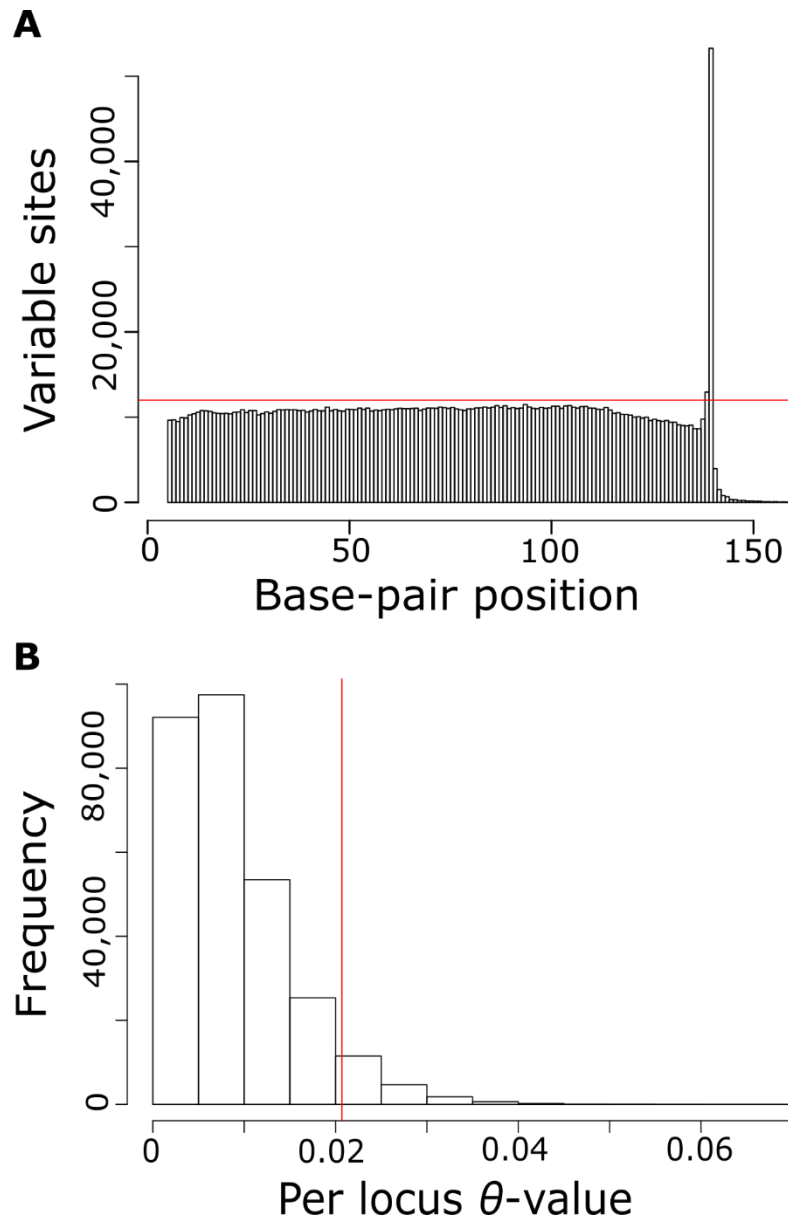 A
Variable sites
0
20,000
40,000
0
50
100
150
Base-pair position
B
Frequency
0
40,000
80,000
0
0.02
0.04
0.06
Per locus θ-value